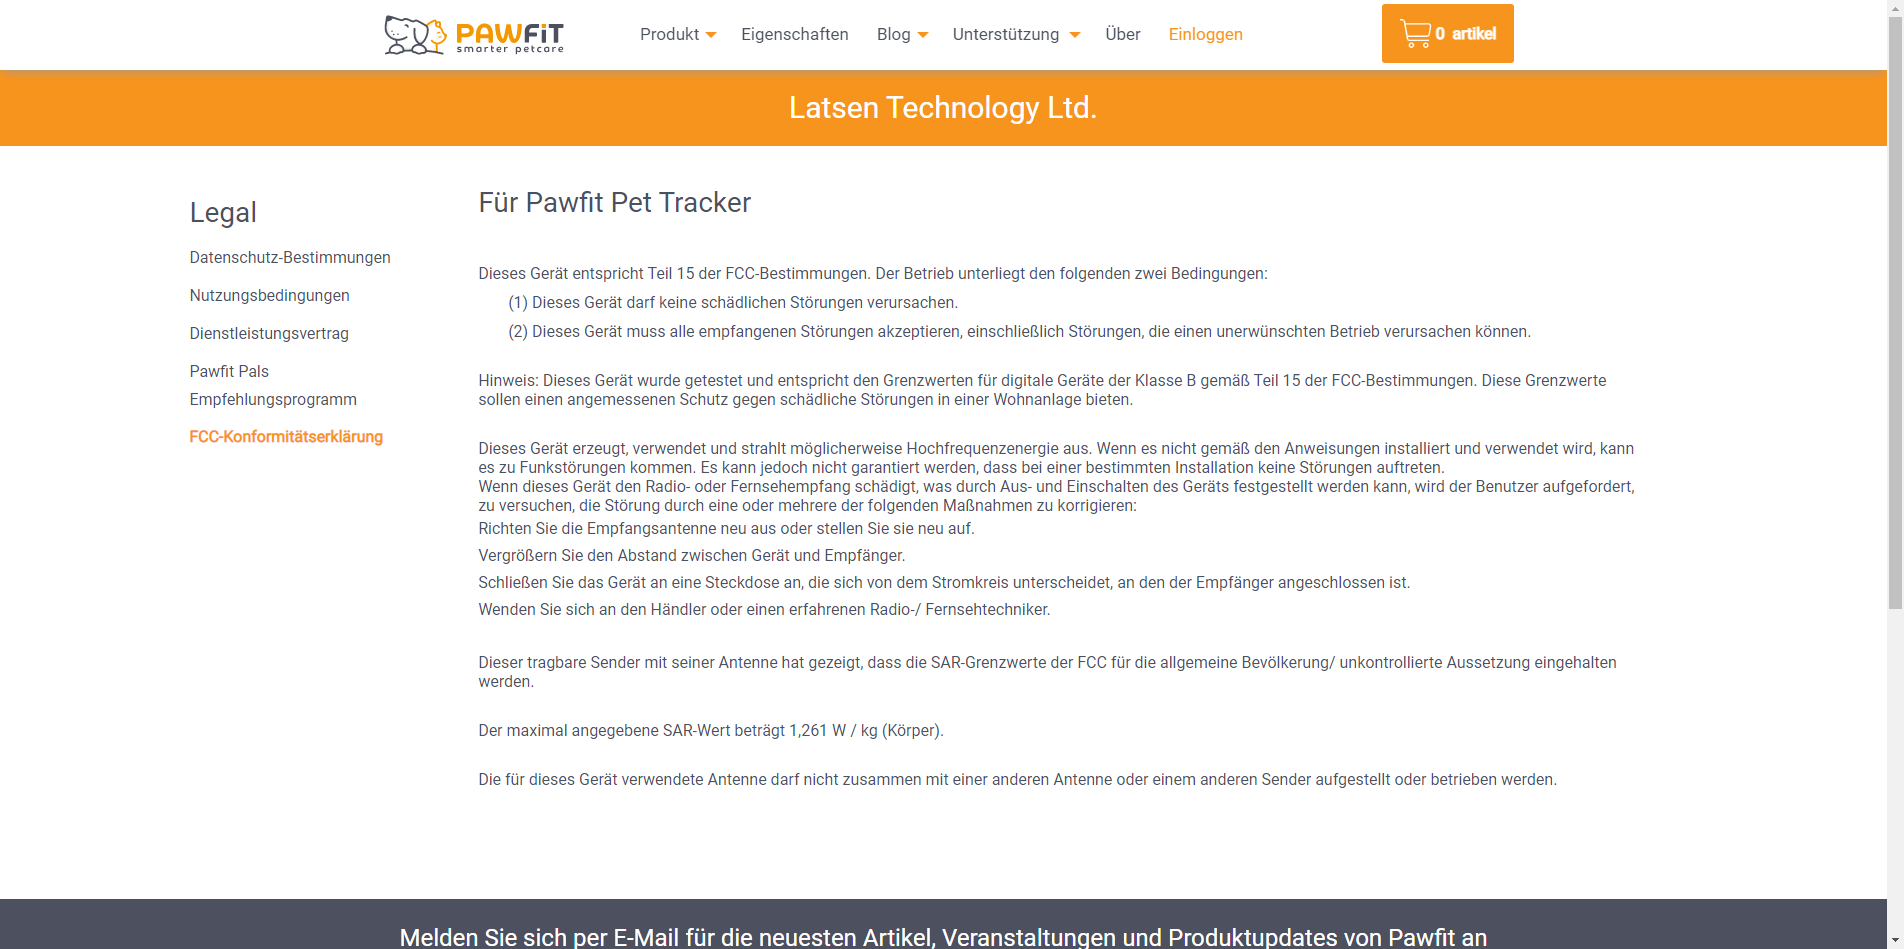 PAWFiT
smarter petcare
Produkt Eigenschaften Blog Unterstützung Über Einloggen
0 artikel
Latsen Technology Ltd.
Legal
Datenschutz-Bestimmungen
Nutzungsbedingungen
Dienstleistungsvertrag
Pawfit Pals
Empfehlungsprogramm
FCC-Konformitätserklärung
Für Pawfit Pet Tracker
Dieses Gerät entspricht Teil 15 der FCC-Bestimmungen. Der Betrieb unterliegt den folgenden zwei Bedingungen:
(1) Dieses Gerät darf keine schädlichen Störungen verursachen.
(2) Dieses Gerät muss alle empfangenen Störungen akzeptieren, einschließlich Störungen, die einen unerwünschten Betrieb verursachen können.
Hinweis: Dieses Gerät wurde getestet und entspricht den Grenzwerten für digitale Geräte der Klasse B gemäß Teil 15 der FCC-Bestimmungen. Diese Grenzwerte
sollen einen angemessenen Schutz gegen schädliche Störungen in einer Wohnanlage bieten.
Dieses Gerät erzeugt, verwendet und strahlt möglicherweise Hochfrequenzenergie aus. Wenn es nicht gemäß den Anweisungen installiert und verwendet wird, kann
es zu Funkstörungen kommen. Es kann jedoch nicht garantiert werden, dass bei einer bestimmten Installation keine Störungen auftreten.
Wenn dieses Gerät den Radio- oder Fernsehempfang schädigt, was durch Aus- und Einschalten des Geräts festgestellt werden kann, wird der Benutzer aufgefordert,
zu versuchen, die Störung durch eine oder mehrere der folgenden Maßnahmen zu korrigieren:
Richten Sie die Empfangsantenne neu aus oder stellen Sie sie neu auf.
Vergrößern Sie den Abstand zwischen Gerät und Empfänger.
Schließen Sie das Gerät an eine Steckdose an, die sich von dem Stromkreis unterscheidet, an den der Empfänger angeschlossen ist.
Wenden Sie sich an den Händler oder einen erfahrenen Radio-/ Fernsehtechniker.
Dieser tragbare Sender mit seiner Antenne hat gezeigt, dass die SAR-Grenzwerte der FCC für die allgemeine Bevölkerung/ unkontrollierte Aussetzung eingehalten
werden.
Der maximal angegebene SAR-Wert beträgt 1,261 W / kg (Körper).
Die für dieses Gerät verwendete Antenne darf nicht zusammen mit einer anderen Antenne oder einem anderen Sender aufgestellt oder betrieben werden.
Melden Sie sich per E-Mail für die neuesten Artikel, Veranstaltungen und Produktupdates von Pawfit an